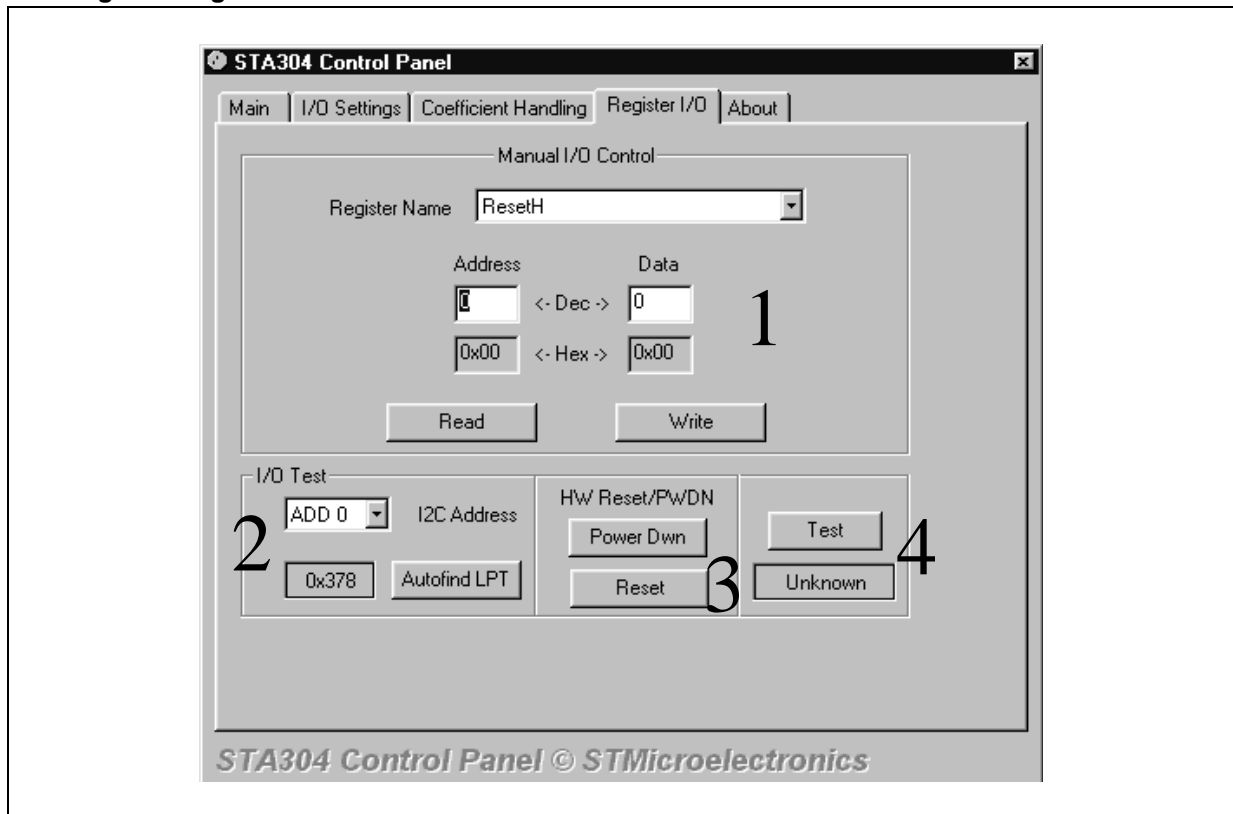 STA304 Control Panel
Main I/O Settings Coefficient Handling Register I/O About
Manual I/O Control
Register Name ResetH
Address Data
0 <- Dec -> 0
0x00 <- Hex -> 0x00
1
Read Write
I/O Test
ADD 0 I2C Address
2
0x378 Autofind LPT
HW Reset/PWDN
Power Dwn
Reset
3
Test
Unknown
4
STA304 Control Panel © STMicroelectronics